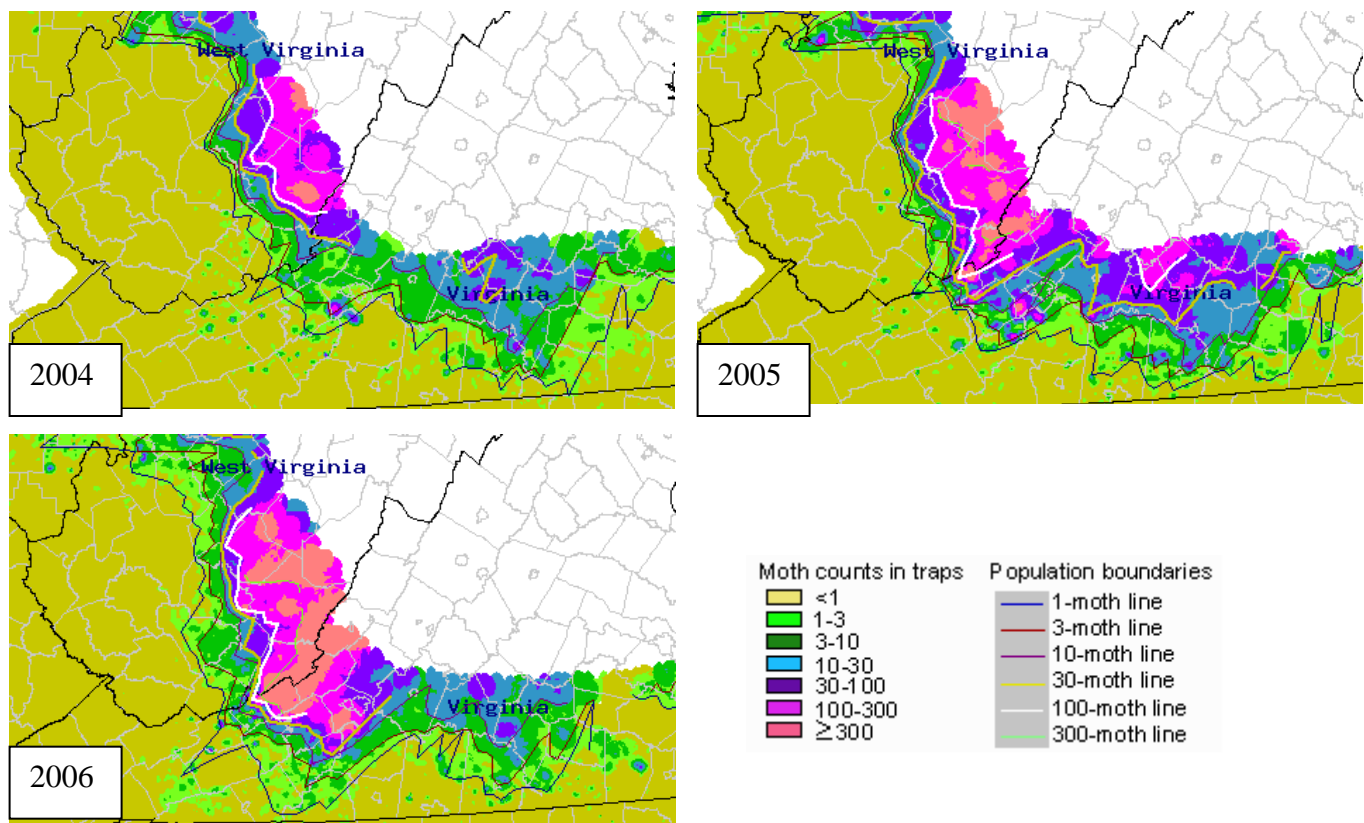 West Virginia
Virginia
2004
West Virginia
Virginia
2005
West Virginia
Virginia
2006
Moth counts in traps
<1
1-3
3-10
10-30
30-100
100-300
≥300
Population boundaries
1-moth line
3-moth line
10-moth line
30-moth line
100-moth line
300-moth line